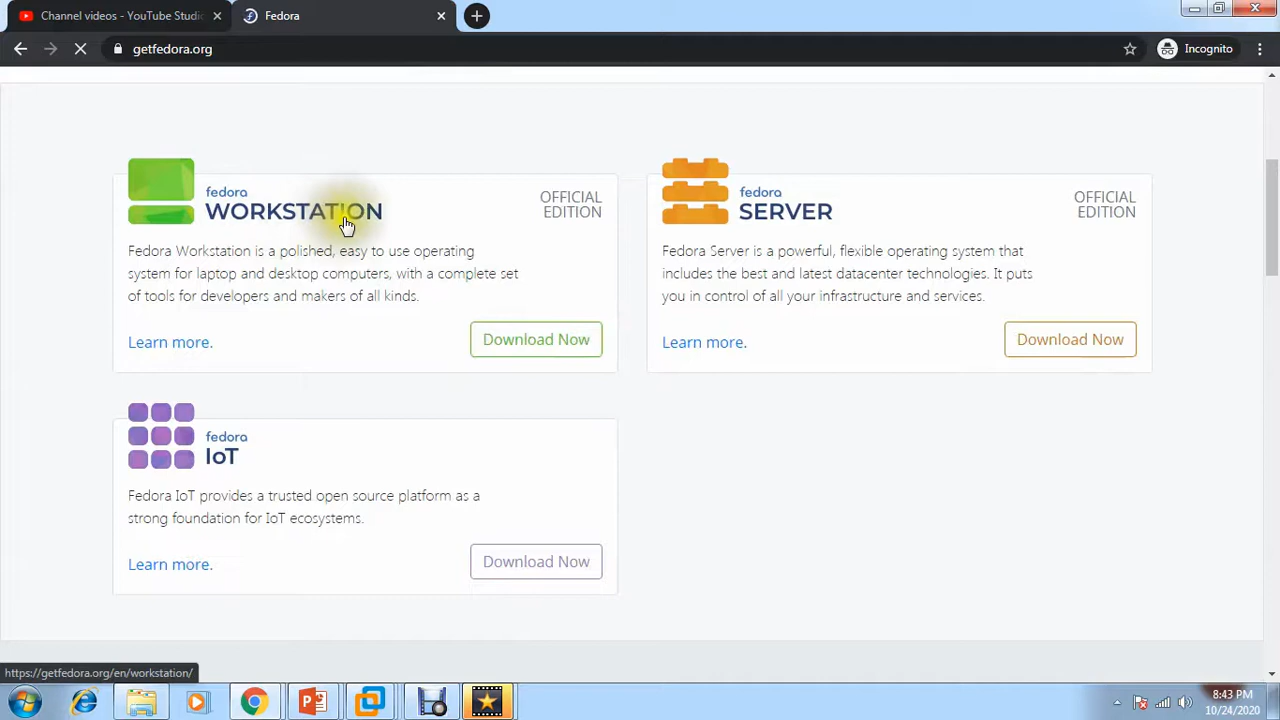 Channel videos - YouTube Studio
Fedora
getfedora.org
Incognito
fedora
WORKSTATION
OFFICIAL
EDITION
Fedora Workstation is a polished, easy to use operating
system for laptop and desktop computers, with a complete set
of tools for developers and makers of all kinds.
Learn more.
Download Now
fedora
SERVER
OFFICIAL
EDITION
Fedora Server is a powerful, flexible operating system that
includes the best and latest datacenter technologies. It puts
you in control of all your infrastructure and services.
Learn more.
Download Now
fedora
IoT
Fedora IoT provides a trusted open source platform as a
strong foundation for IoT ecosystems.
Learn more.
Download Now
https://getfedora.org/en/workstation/
8:43 PM
10/24/2020